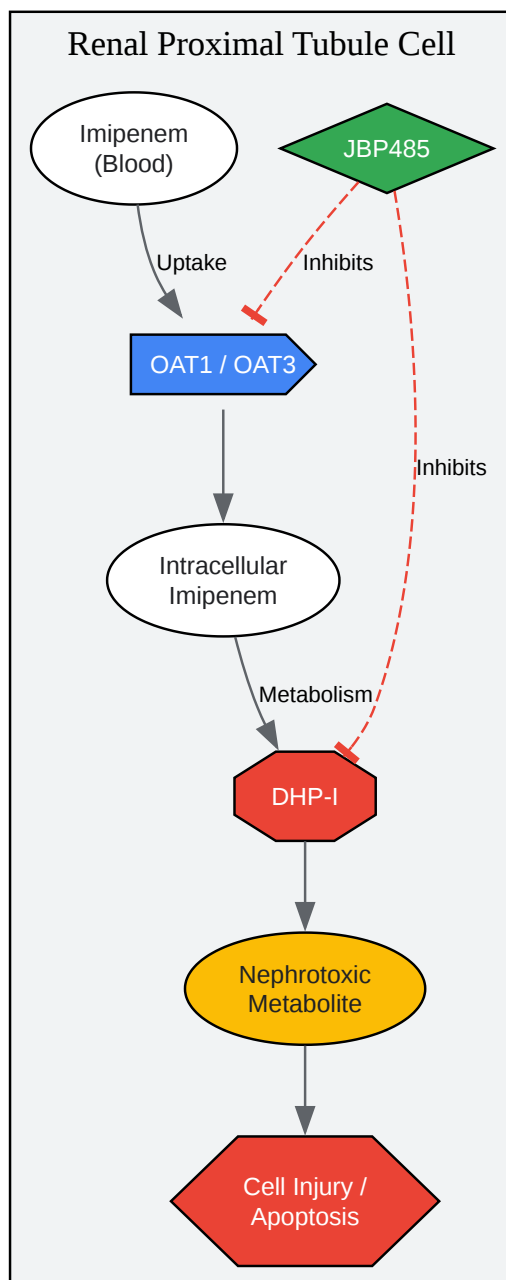 Renal Proximal Tubule Cell
Imipenem
(Blood)
JBP485
Uptake
Inhibits
OAT1 / OAT3
Inhibits
Intracellular
Imipenem
Metabolism
DHP-I
Nephrotoxic
Metabolite
Cell Injury /
Apoptosis